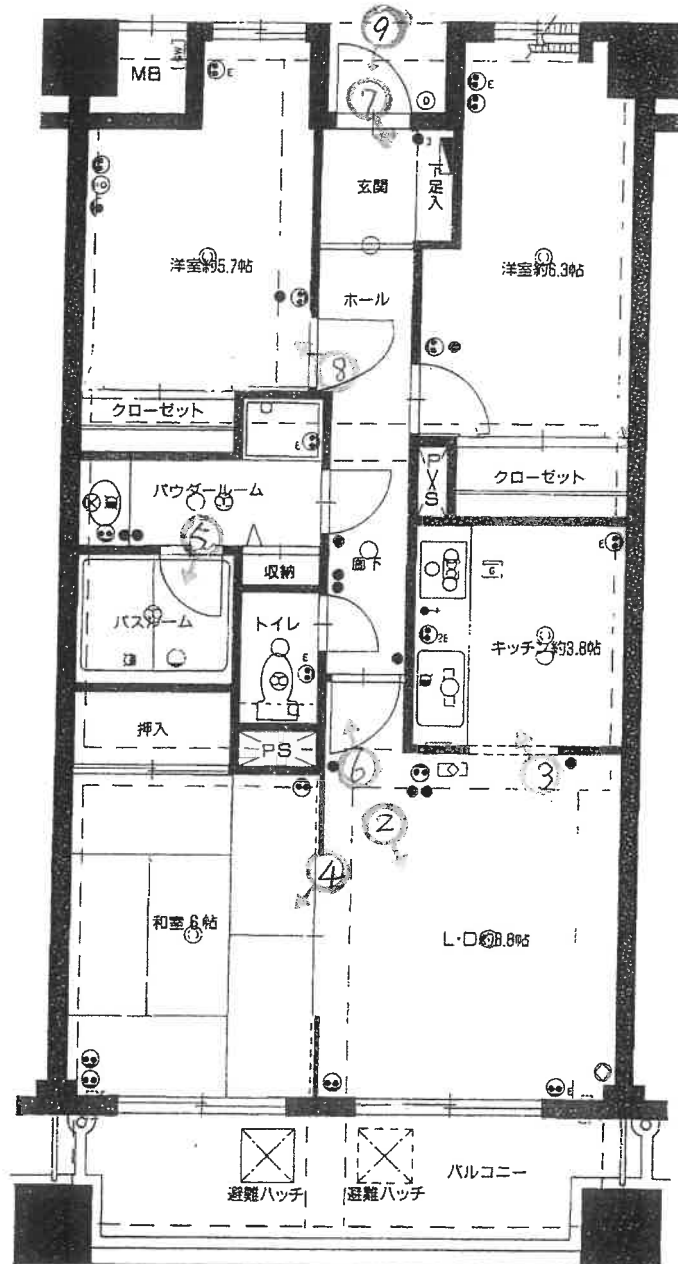 ⑨
MB
E
E
⑦
D
玄関
下足入
洋室約5.7帖
洋室約6.3帖
ホール
⑧
クローゼット
E
PS
クローゼット
パウダールーム
⑤
収納
廊下
E
G
バスルーム
トイレ
E
2E
キッチン約3.8帖
押入
PS
⑥
③
②
④
和室 6帖
L・D約8.8帖
E
バルコニー
避難ハッチ
避難ハッチ